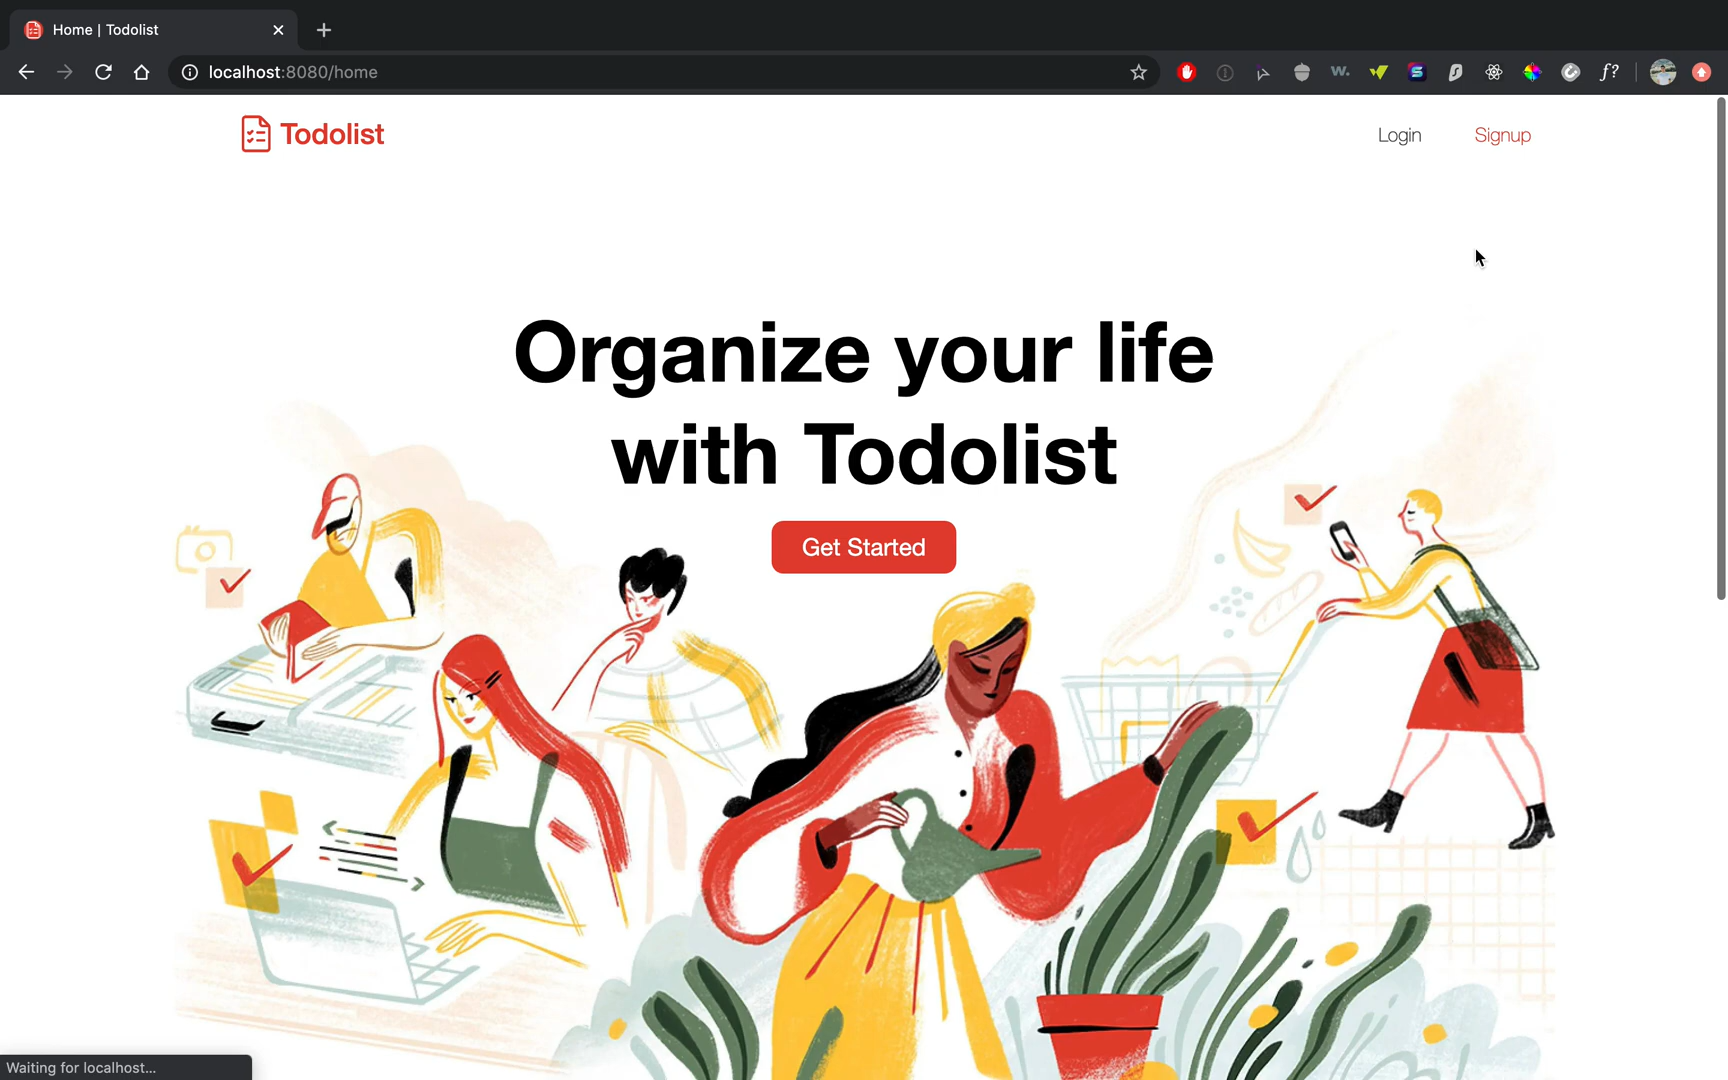 Home | Todolist
localhost:8080/home
w.
S
f?
Todolist
Login
Signup
Organize your life
with Todolist
Get Started
Waiting for localhost...